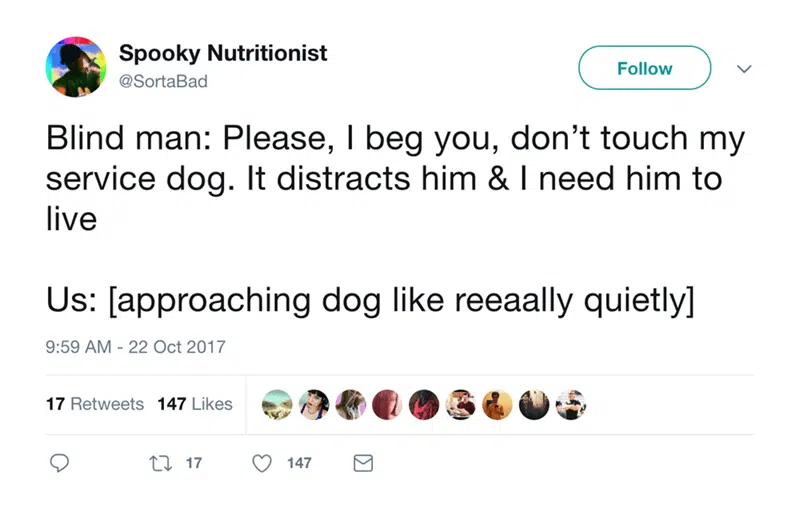 Spooky Nutritionist
@SortaBad
Follow
Blind man: Please, I beg you, don’t touch my
service dog. It distracts him & I need him to
live
Us: [approaching dog like reeaally quietly]
9:59 AM - 22 Oct 2017
17 Retweets 147 Likes
17 147